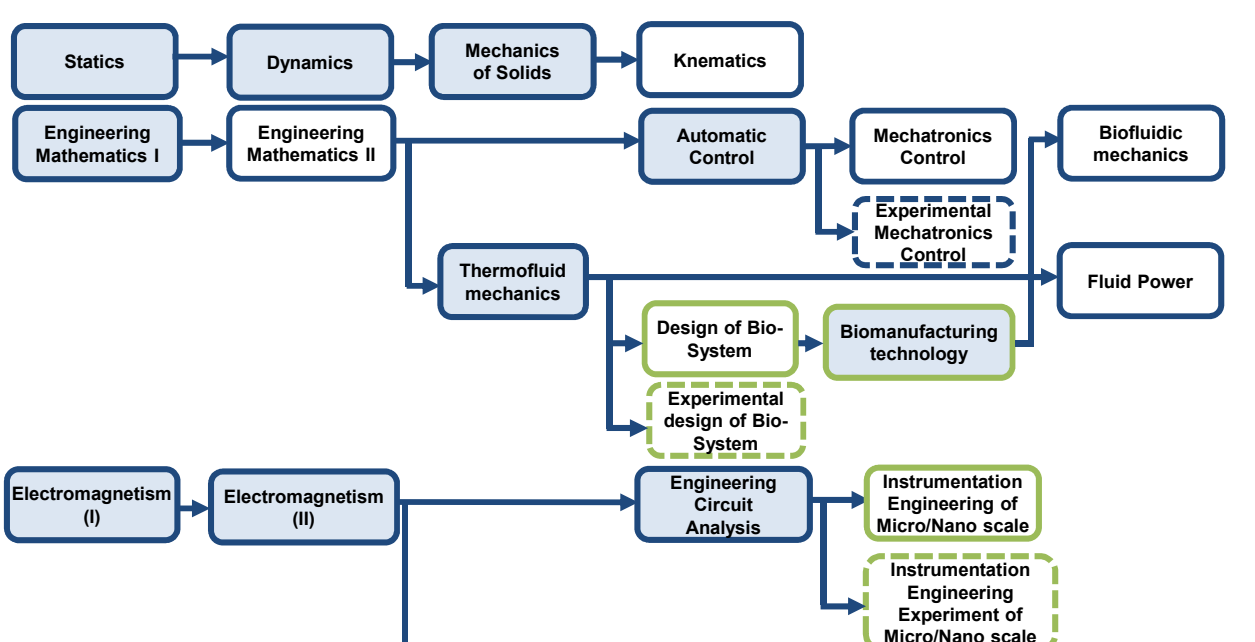 Statics
Dynamics
Mechanics
of Solids
Knematics
Engineering
Mathematics I
Engineering
Mathematics II
Automatic
Control
Mechatronics
Control
Biofluidic
mechanics
Experimental
Mechatronics
Control
Thermofluid
mechanics
Fluid Power
Design of Bio-
System
Biomanufacturing
technology
Experimental
design of Bio-
System
Electromagnetism
(I)
Electromagnetism
(II)
Engineering
Circuit
Analysis
Instrumentation
Engineering of
Micro/Nano scale
Instrumentation
Engineering
Experiment of
Micro/Nano scale